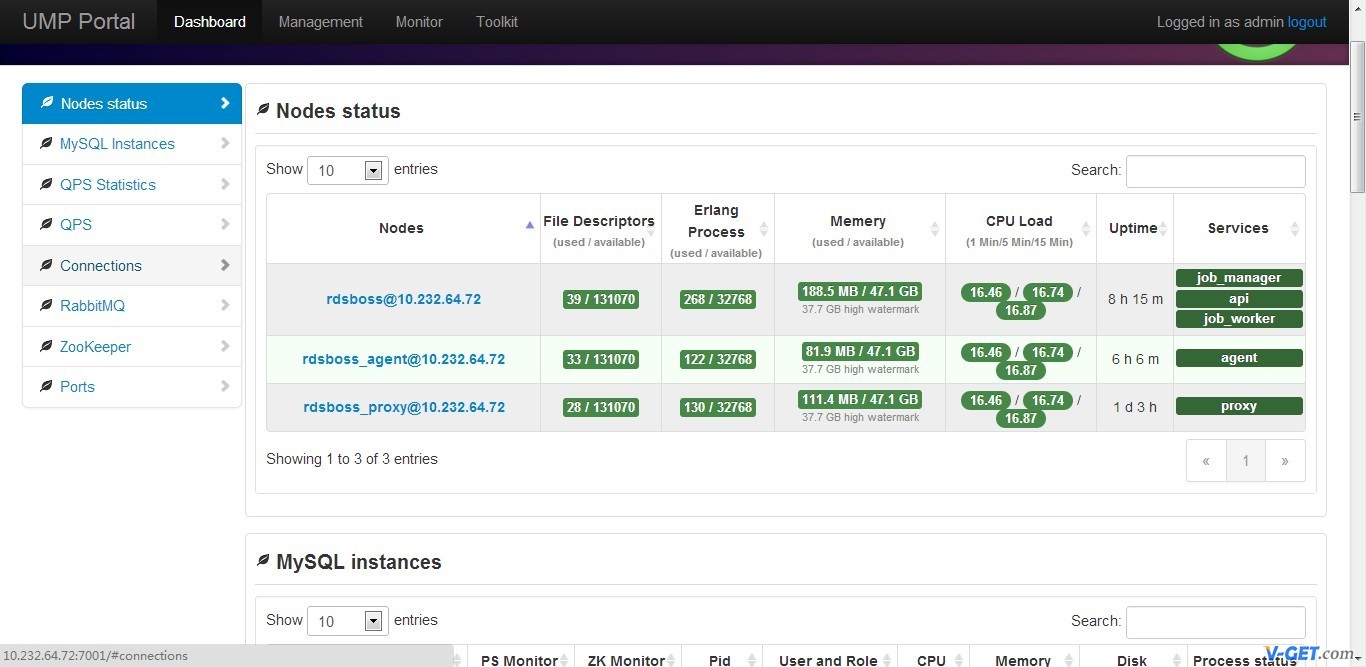 UMP Portal Dashboard Management Monitor Toolkit Logged in as admin logout
Nodes status
MySQL Instances
QPS Statistics
QPS
Connections
RabbitMQ
ZooKeeper
Ports
Nodes status
Show 10 entries Search:
Nodes File Descriptors (used / available) Erlang Process (used / available) Memery (used / available) CPU Load (1 Min/5 Min/15 Min) Uptime Services
rdsboss@10.232.64.72 39 / 131070 268 / 32768 188.5 MB / 47.1 GB 37.7 GB high watermark 16.46 / 16.74 / 16.87 8 h 15 m job_manager api job_worker
rdsboss_agent@10.232.64.72 33 / 131070 122 / 32768 81.9 MB / 47.1 GB 37.7 GB high watermark 16.46 / 16.74 / 16.87 6 h 6 m agent
rdsboss_proxy@10.232.64.72 28 / 131070 130 / 32768 111.4 MB / 47.1 GB 37.7 GB high watermark 16.46 / 16.74 / 16.87 1 d 3 h proxy
Showing 1 to 3 of 3 entries « 1 »
MySQL instances
Show 10 entries Search:
PS Monitor ZK Monitor Pid User and Role CPU Memory Disk Process status
10.232.64.72:7001/#connections
V-GET.com